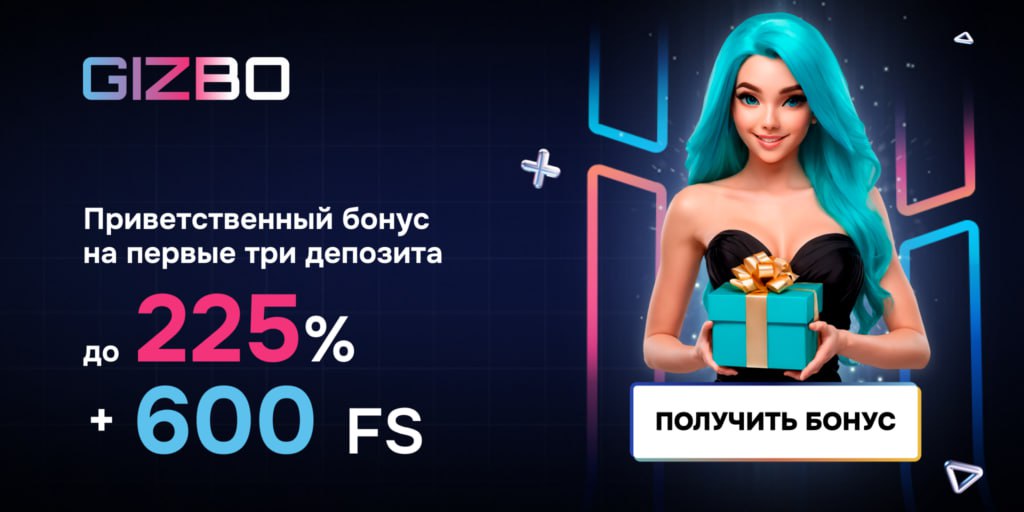 GIZBO
Приветственный бонус
на первые три депозита
до 225%
+ 600 FS
ПОЛУЧИТЬ БОНУС